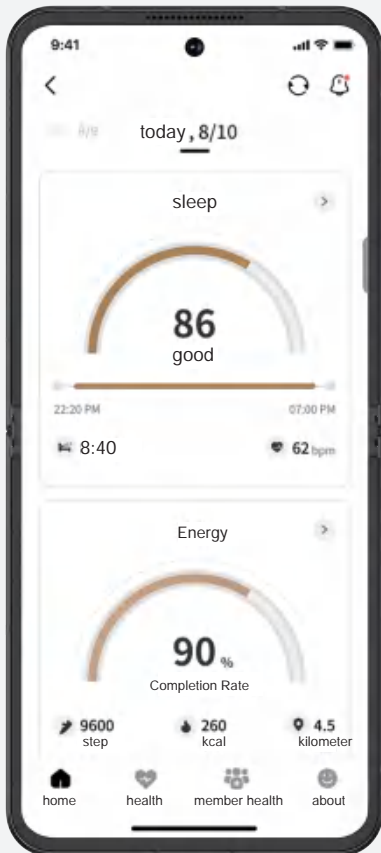 9:41
today, 8/10
sleep
86
good
22:20 PM 07:00 PM
8:40 62 bpm
Energy
90 %
Completion Rate
9600 260 4.5
step kcal kilometer
home health member health about